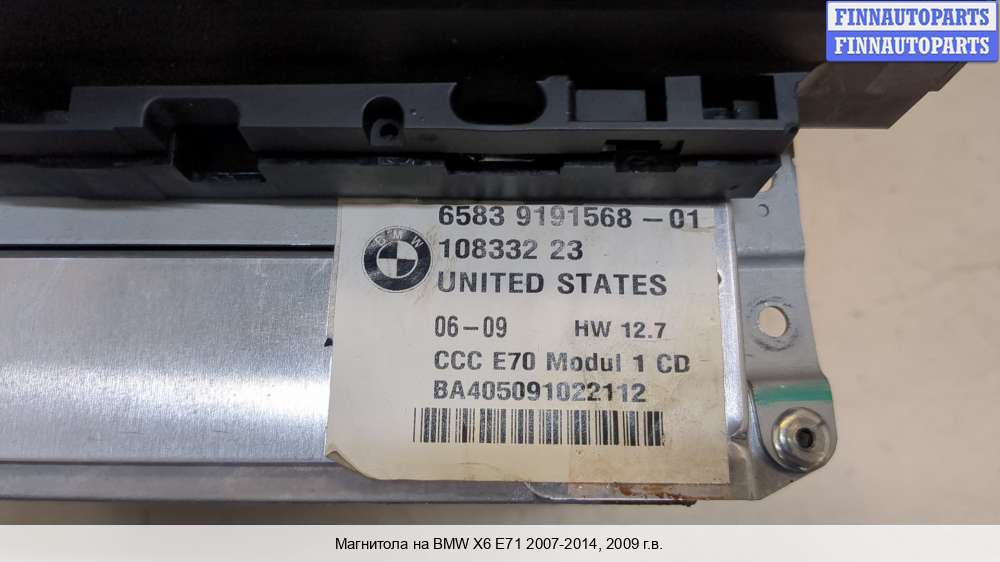 FINNAUTOPARTS
FINNAUTOPARTS
6583 9191568-01
108332 23
BMW
UNITED STATES
06-09 HW 12.7
CCC E70 Modul 1 CD
BA405091022112
Магнитола на BMW X6 E71 2007-2014, 2009 г.в.